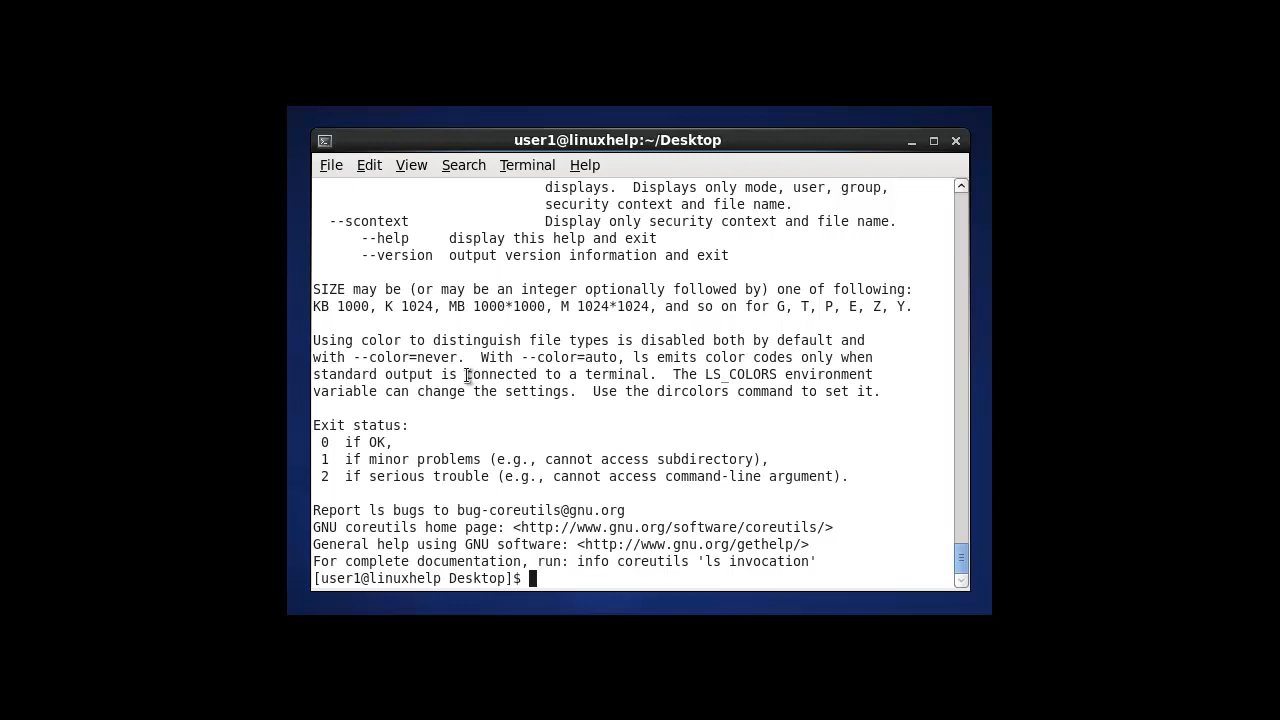 user1@linuxhelp:~/Desktop
File Edit View Search Terminal Help
displays.  Displays only mode, user, group,
security context and file name.
--scontext                 Display only security context and file name.
--help     display this help and exit
--version  output version information and exit
SIZE may be (or may be an integer optionally followed by) one of following:
KB 1000, K 1024, MB 1000*1000, M 1024*1024, and so on for G, T, P, E, Z, Y.
Using color to distinguish file types is disabled both by default and
with --color=never.  With --color=auto, ls emits color codes only when
standard output is connected to a terminal.  The LS_COLORS environment
variable can change the settings.  Use the dircolors command to set it.
Exit status:
0  if OK,
1  if minor problems (e.g., cannot access subdirectory),
2  if serious trouble (e.g., cannot access command-line argument).
Report ls bugs to bug-coreutils@gnu.org
GNU coreutils home page: <http://www.gnu.org/software/coreutils/>
General help using GNU software: <http://www.gnu.org/gethelp/>
For complete documentation, run: info coreutils 'ls invocation'
[user1@linuxhelp Desktop]$